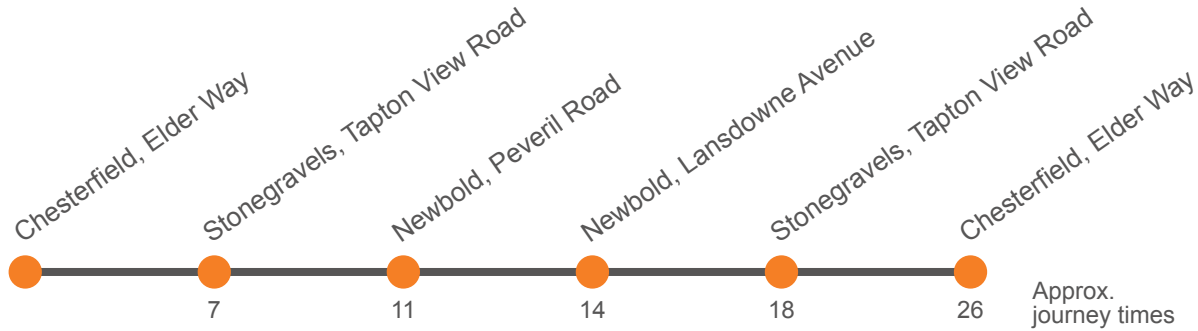 Chesterfield, Elder Way
Stonegravels, Tapton View Road
Newbold, Peveril Road
Newbold, Lansdowne Avenue
Stonegravels, Tapton View Road
Chesterfield, Elder Way
7
11
14
18
26
Approx.
journey times